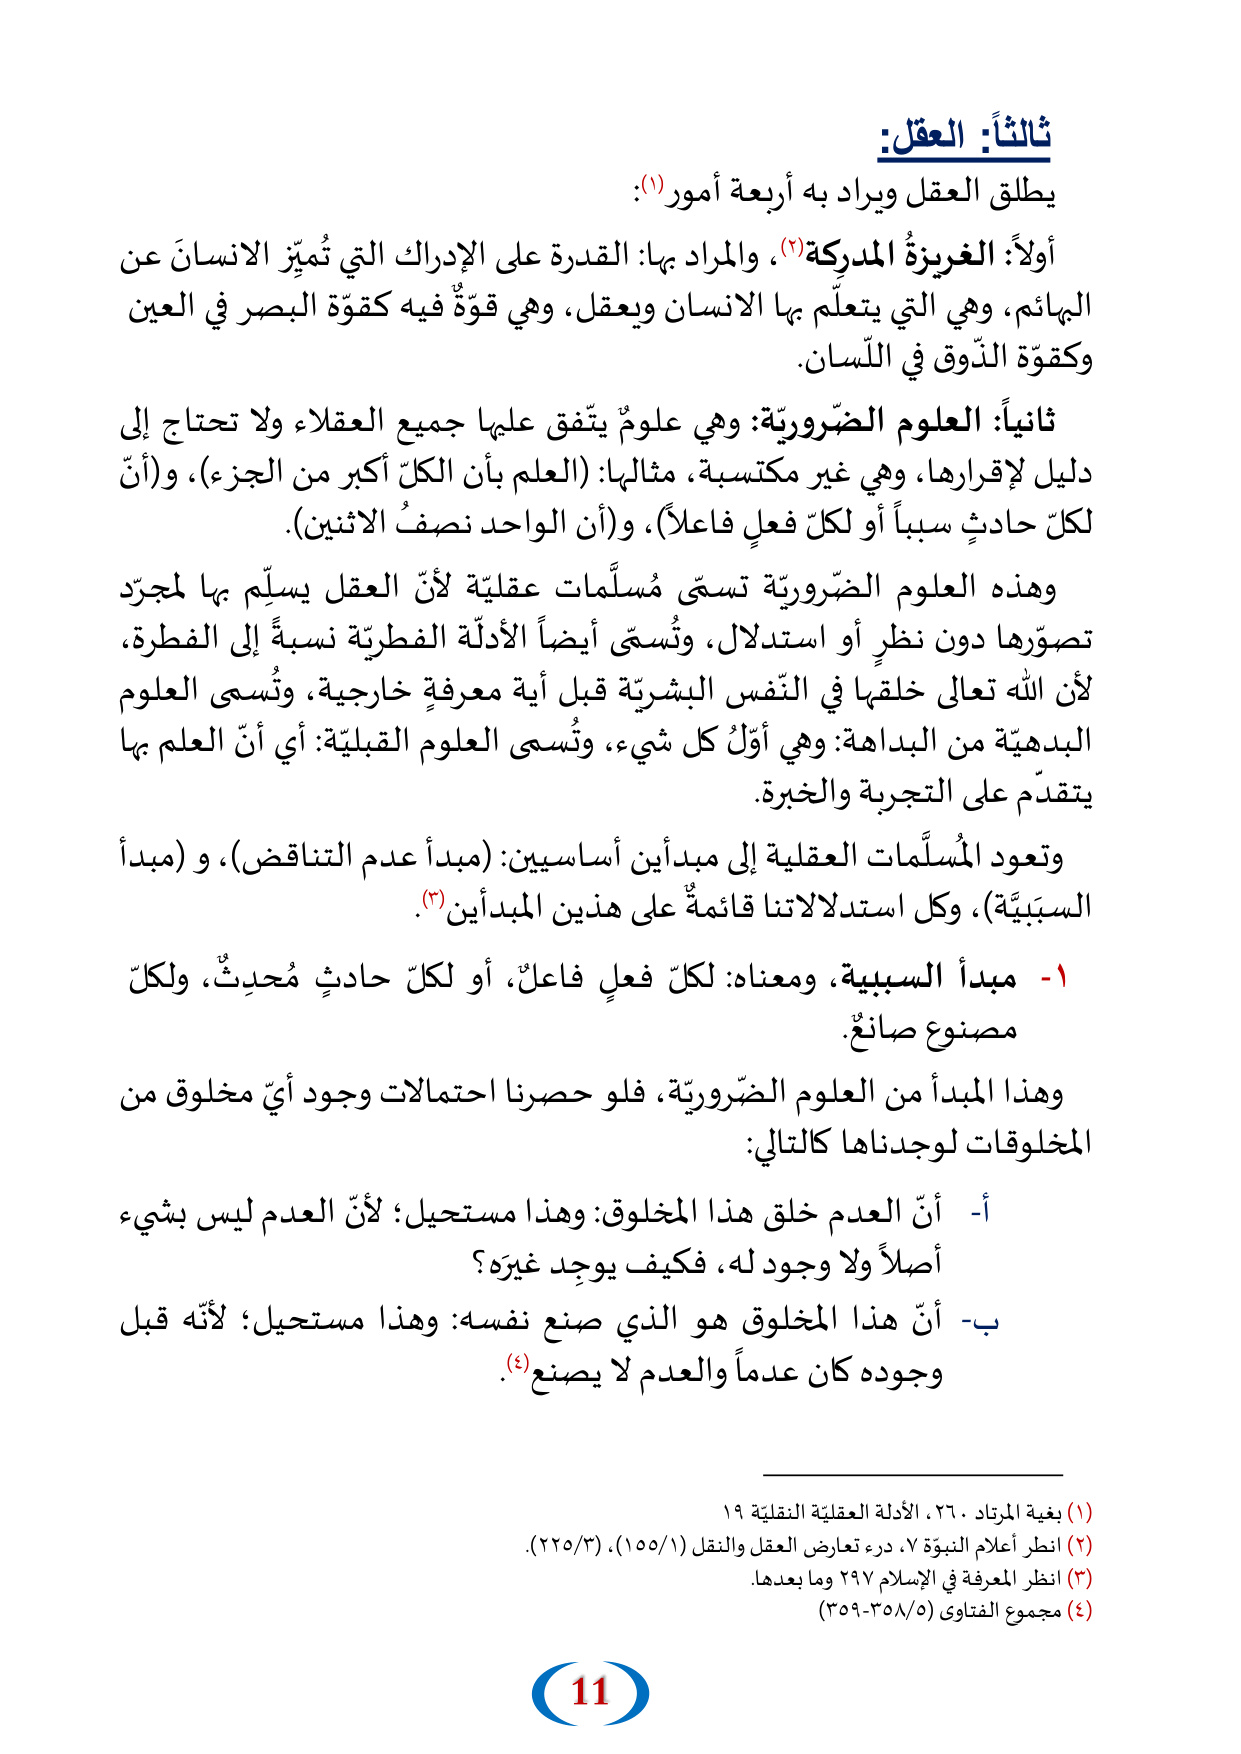 ثالثاً: العقل:
يطلق العقل ويراد به أربعة أمور(١):
أولاً: الغريزةُ المدرِكة(٢)، والمراد بها: القدرة على الإدراك التي تُميِّز الانسانَ عن
البهائم، وهي التي يتعلّم بها الانسان ويعقل، وهي قوّةٌ فيه كقوّة البصر في العين
وكقوّة الذّوق في اللّسان.
ثانياً: العلوم الضّروريّة: وهي علومٌ يتّفق عليها جميع العقلاء ولا تحتاج إلى
دليل لإقرارها، وهي غير مكتسبة، مثالها: (العلم بأن الكلّ أكبر من الجزء)، و(أنّ
لكلّ حادثٍ سبباً أو لكلّ فعلٍ فاعلاً)، و(أن الواحد نصفُ الاثنين).
وهذه العلوم الضّروريّة تسمّى مُسلَّمات عقليّة لأنّ العقل يسلِّم بها لمجرّد
تصوّرها دون نظرٍ أو استدلال، وتُسمّى أيضاً الأدلّة الفطريّة نسبةً إلى الفطرة،
لأن الله تعالى خلقها في النّفس البشريّة قبل أية معرفةٍ خارجية، وتُسمى العلوم
البدهيّة من البداهة: وهي أوّلُ كل شيء، وتُسمى العلوم القبليّة: أي أنّ العلم بها
يتقدّم على التجربة والخبرة.
وتعود المُسلَّمات العقلية إلى مبدأين أساسيين: (مبدأ عدم التناقض)، و (مبدأ
السبَبِيَّة)، وكل استدلالاتنا قائمةٌ على هذين المبدأين(٣).
١- مبدأ السببية، ومعناه: لكلّ فعلٍ فاعلٌ، أو لكلّ حادثٍ مُحدِثٌ، ولكلّ
مصنوع صانعٌ.
وهذا المبدأ من العلوم الضّروريّة، فلو حصرنا احتمالات وجود أيّ مخلوق من
المخلوقات لوجدناها كالتالي:
أ- أنّ العدم خلق هذا المخلوق: وهذا مستحيل؛ لأنّ العدم ليس بشيء
أصلاً ولا وجود له، فكيف يوجِد غيرَه؟
ب- أنّ هذا المخلوق هو الذي صنع نفسه: وهذا مستحيل؛ لأنّه قبل
وجوده كان عدماً والعدم لا يصنع(٤).
(١) بغية المرتاد ٢٦٠، الأدلة العقليّة النقليّة ١٩
(٢) انطر أعلام النبوّة ٧، درء تعارض العقل والنقل (١٥٥/١)، (٢٢٥/٣).
(٣) انظر المعرفة في الإسلام ٢٩٧ وما بعدها.
(٤) مجموع الفتاوى (٣٥٨/٥-٣٥٩)
11